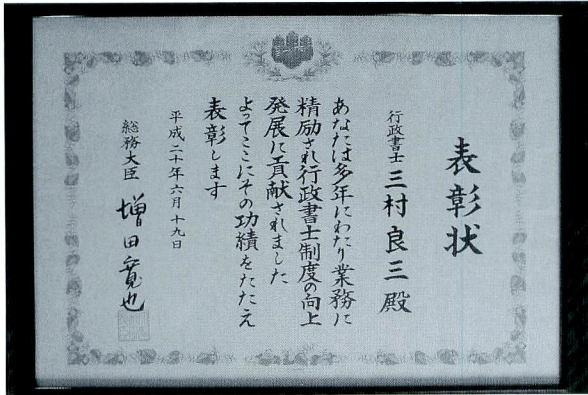 表彰状
行政書士 三村良三殿
あなたは多年にわたり業務に
精励され行政書士制度の向上
発展に貢献されました
よってここにその功績をたたえ
表彰します
平成二十年六月十九日
総務大臣 増田寛也